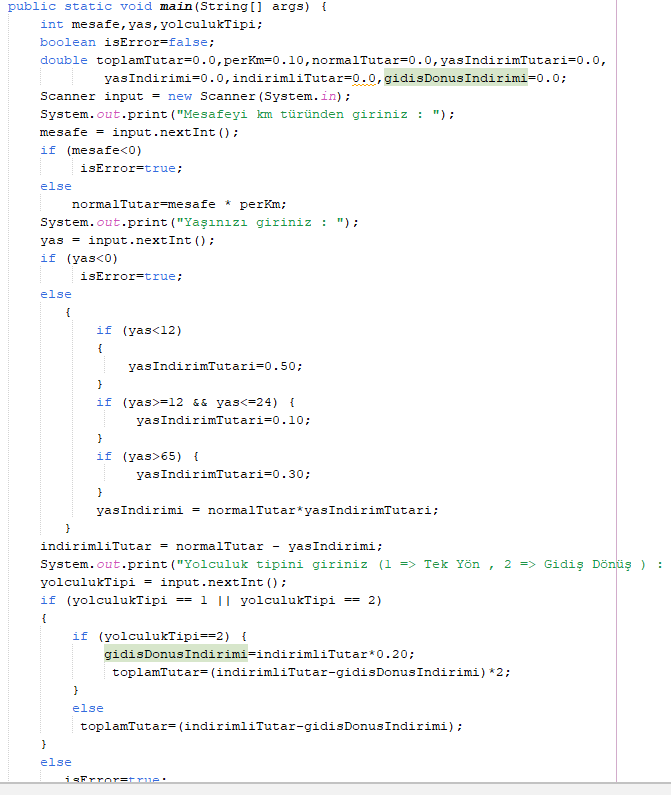 public static void main(String[] args) {
int mesafe,yas,yolculukTipi;
boolean isError=false;
double toplamTutar=0.0,perKm=0.10,normalTutar=0.0,yasIndirimTutari=0.0,
yasIndirimi=0.0,indirimliTutar=0.0,gidisDonusIndirimi=0.0;
Scanner input = new Scanner(System.in);
System.out.print("Mesafeyi km türünden giriniz : ");
mesafe = input.nextInt();
if (mesafe<0)
isError=true;
else
normalTutar=mesafe * perKm;
System.out.print("Yaşınızı giriniz : ");
yas = input.nextInt();
if (yas<0)
isError=true;
else
{
if (yas<12)
{
yasIndirimTutari=0.50;
}
if (yas>=12 && yas<=24) {
yasIndirimTutari=0.10;
}
if (yas>65) {
yasIndirimTutari=0.30;
}
yasIndirimi = normalTutar*yasIndirimTutari;
}
indirimliTutar = normalTutar - yasIndirimi;
System.out.print("Yolculuk tipini giriniz (1 => Tek Yön , 2 => Gidiş Dönüş ) :
yolculukTipi = input.nextInt();
if (yolculukTipi == 1 || yolculukTipi == 2)
{
if (yolculukTipi==2) {
gidisDonusIndirimi=indirimliTutar*0.20;
toplamTutar=(indirimliTutar-gidisDonusIndirimi)*2;
}
else
toplamTutar=(indirimliTutar-gidisDonusIndirimi);
}
else
isError=true;